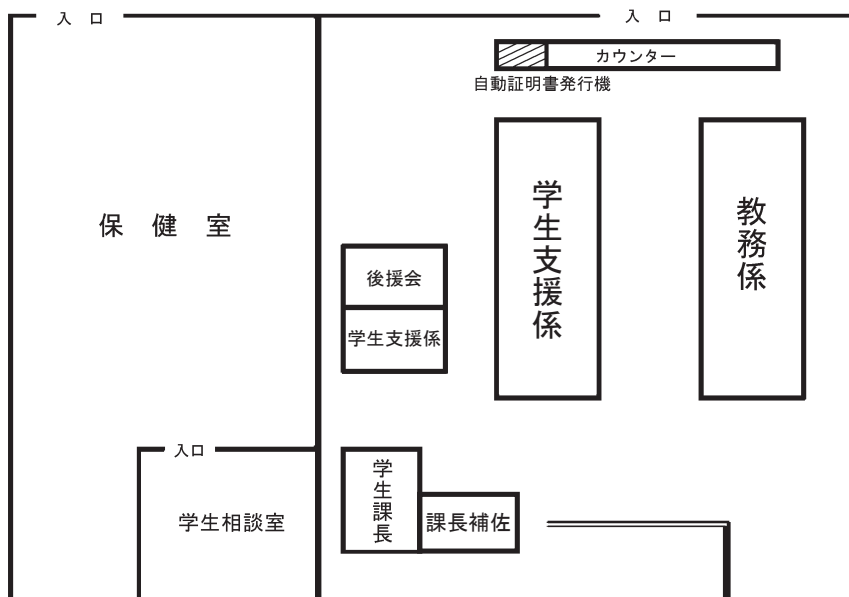 入 口
入 口
カウンター
自動証明書発行機
学生支援係
教務係
保 健 室
後援会
学生支援係
入口
学生課長
学生相談室
課長補佐